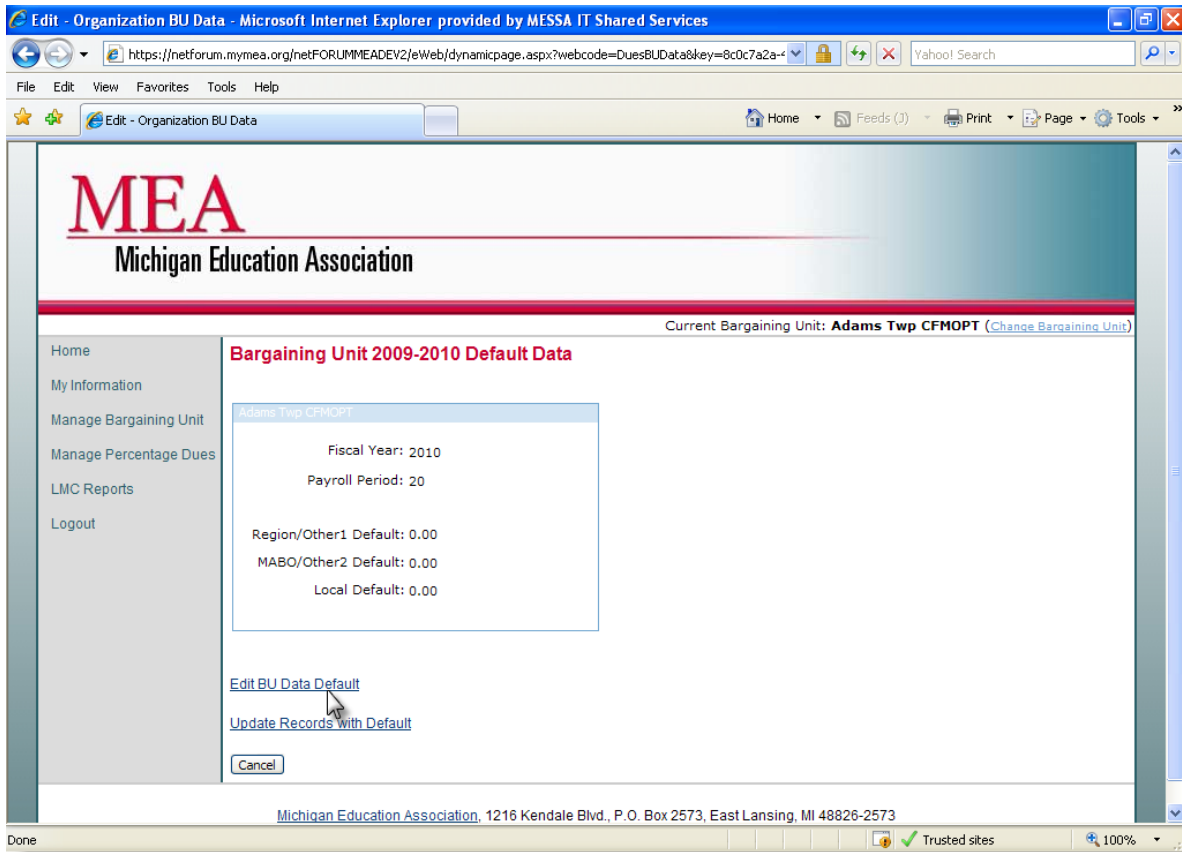 Edit - Organization BU Data - Microsoft Internet Explorer provided by MESSA IT Shared Services
https://netforum.mymea.org/netFORUMMEADEV2/eWeb/dynamicpage.aspx?webcode=DuesBUData&key=8c0c7a2a-
Yahoo! Search
File Edit View Favorites Tools Help
Edit - Organization BU Data
Home Feeds (J) Print Page Tools »
MEA
Michigan Education Association
Current Bargaining Unit: Adams Twp CFMOPT (Change Bargaining Unit)
Home
My Information
Manage Bargaining Unit
Manage Percentage Dues
LMC Reports
Logout
Bargaining Unit 2009-2010 Default Data
Adams Twp CFMOPT
Fiscal Year: 2010
Payroll Period: 20
Region/Other1 Default: 0.00
MABO/Other2 Default: 0.00
Local Default: 0.00
Edit BU Data Default
Update Records with Default
Cancel
Michigan Education Association, 1216 Kendale Blvd., P.O. Box 2573, East Lansing, MI 48826-2573
Done
Trusted sites
100%